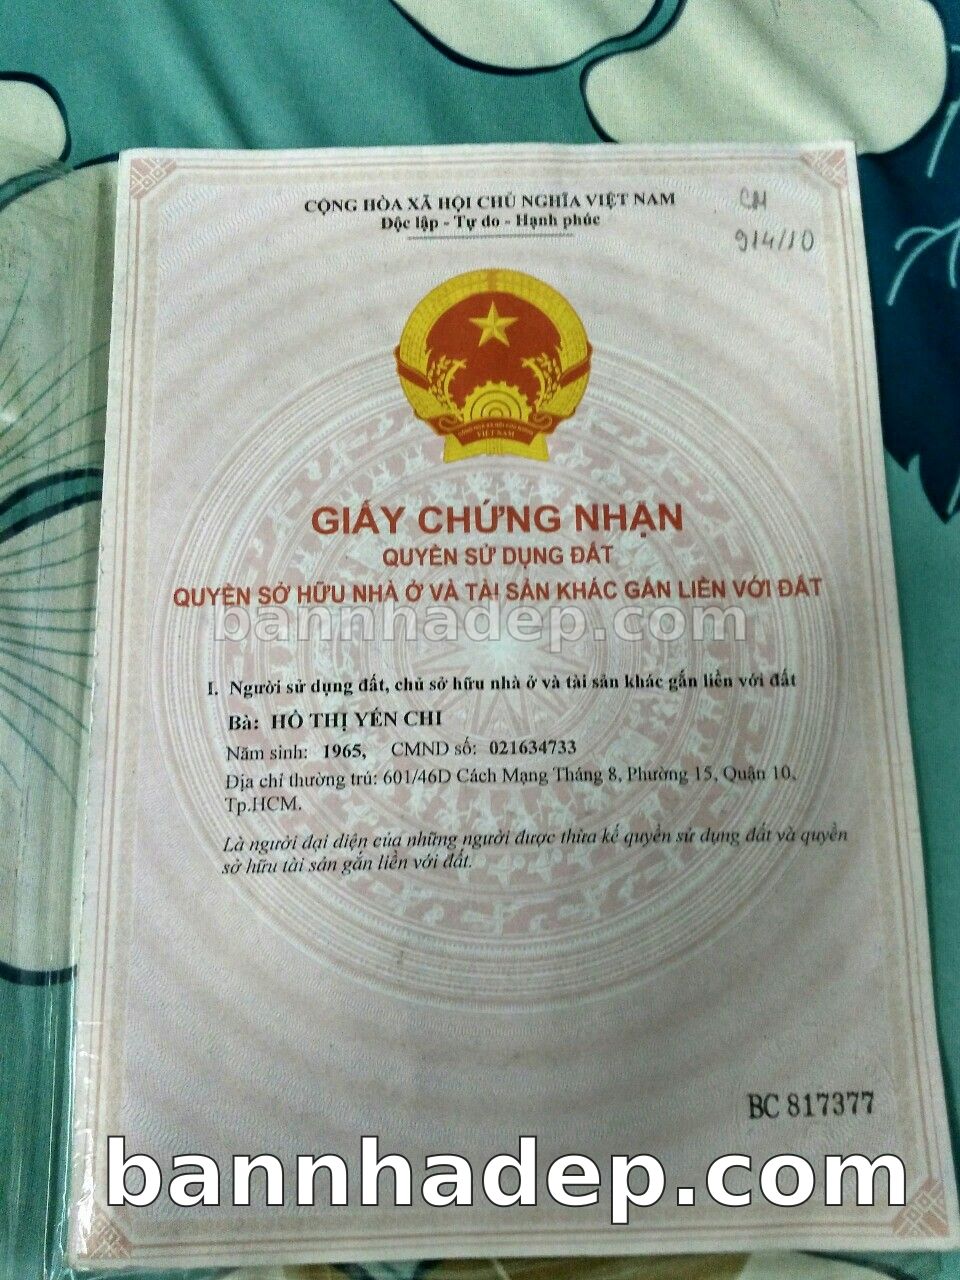 CỘNG HÒA XÃ HỘI CHỦ NGHĨA VIỆT NAM
Độc lập - Tự do - Hạnh phúc
CM
914/10
VIỆT NAM
GIẤY CHỨNG NHẬN
QUYỀN SỬ DỤNG ĐẤT
QUYỀN SỞ HỮU NHÀ Ở VÀ TÀI SẢN KHÁC GẮN LIỀN VỚI ĐẤT
bannhadep.com
I. Người sử dụng đất, chủ sở hữu nhà ở và tài sản khác gắn liền với đất
Bà: HỒ THỊ YẾN CHI
Năm sinh: 1965, CMND số: 021634733
Địa chỉ thường trú: 601/46D Cách Mạng Tháng 8, Phường 15, Quận 10,
Tp.HCM.
Là người đại diện của những người được thừa kế quyền sử dụng đất và quyền
sở hữu tài sản gắn liền với đất.
BC 817377
bannhadep.com